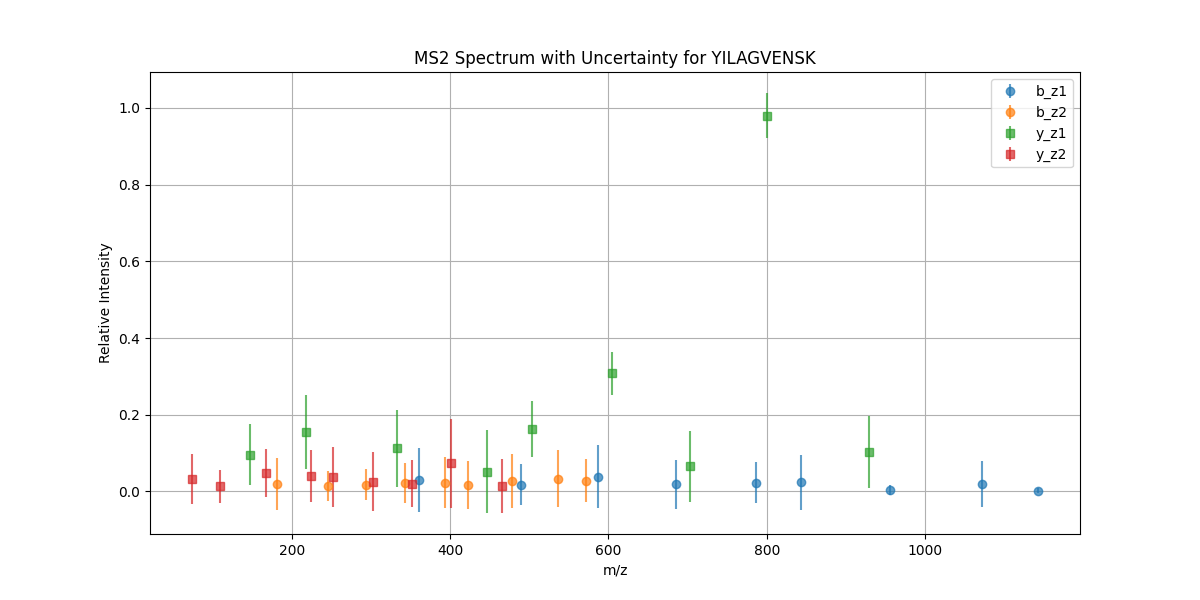 MS2 Spectrum with Uncertainty for YILAGVENSK
b_z1
b_z2
y_z1
y_z2
Relative Intensity
1.0
0.8
0.6
0.4
0.2
0.0
200 400 600 800 1000
m/z